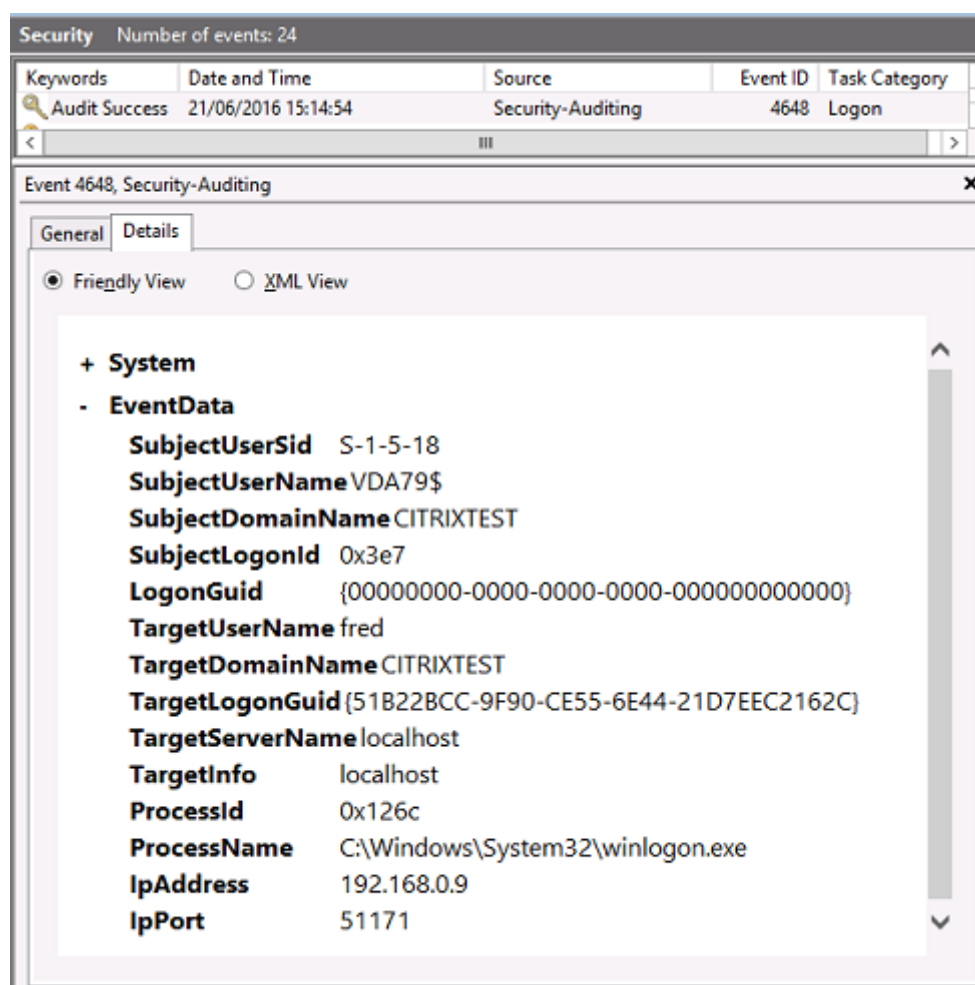 Security Number of events: 24
Keywords Date and Time Source Event ID Task Category
Audit Success 21/06/2016 15:14:54 Security-Auditing 4648 Logon
Event 4648, Security-Auditing
General Details
Friendly View XML View
+ System
- EventData
SubjectUserSid S-1-5-18
SubjectUserName VDA79$
SubjectDomainName CITRIXTEST
SubjectLogonId 0x3e7
LogonGuid {00000000-0000-0000-0000-000000000000}
TargetUserName fred
TargetDomainName CITRIXTEST
TargetLogonGuid {51B22BCC-9F90-CE55-6E44-21D7EEC2162C}
TargetServerName localhost
TargetInfo localhost
ProcessId 0x126c
ProcessName C:\Windows\System32\winlogon.exe
IpAddress 192.168.0.9
IpPort 51171